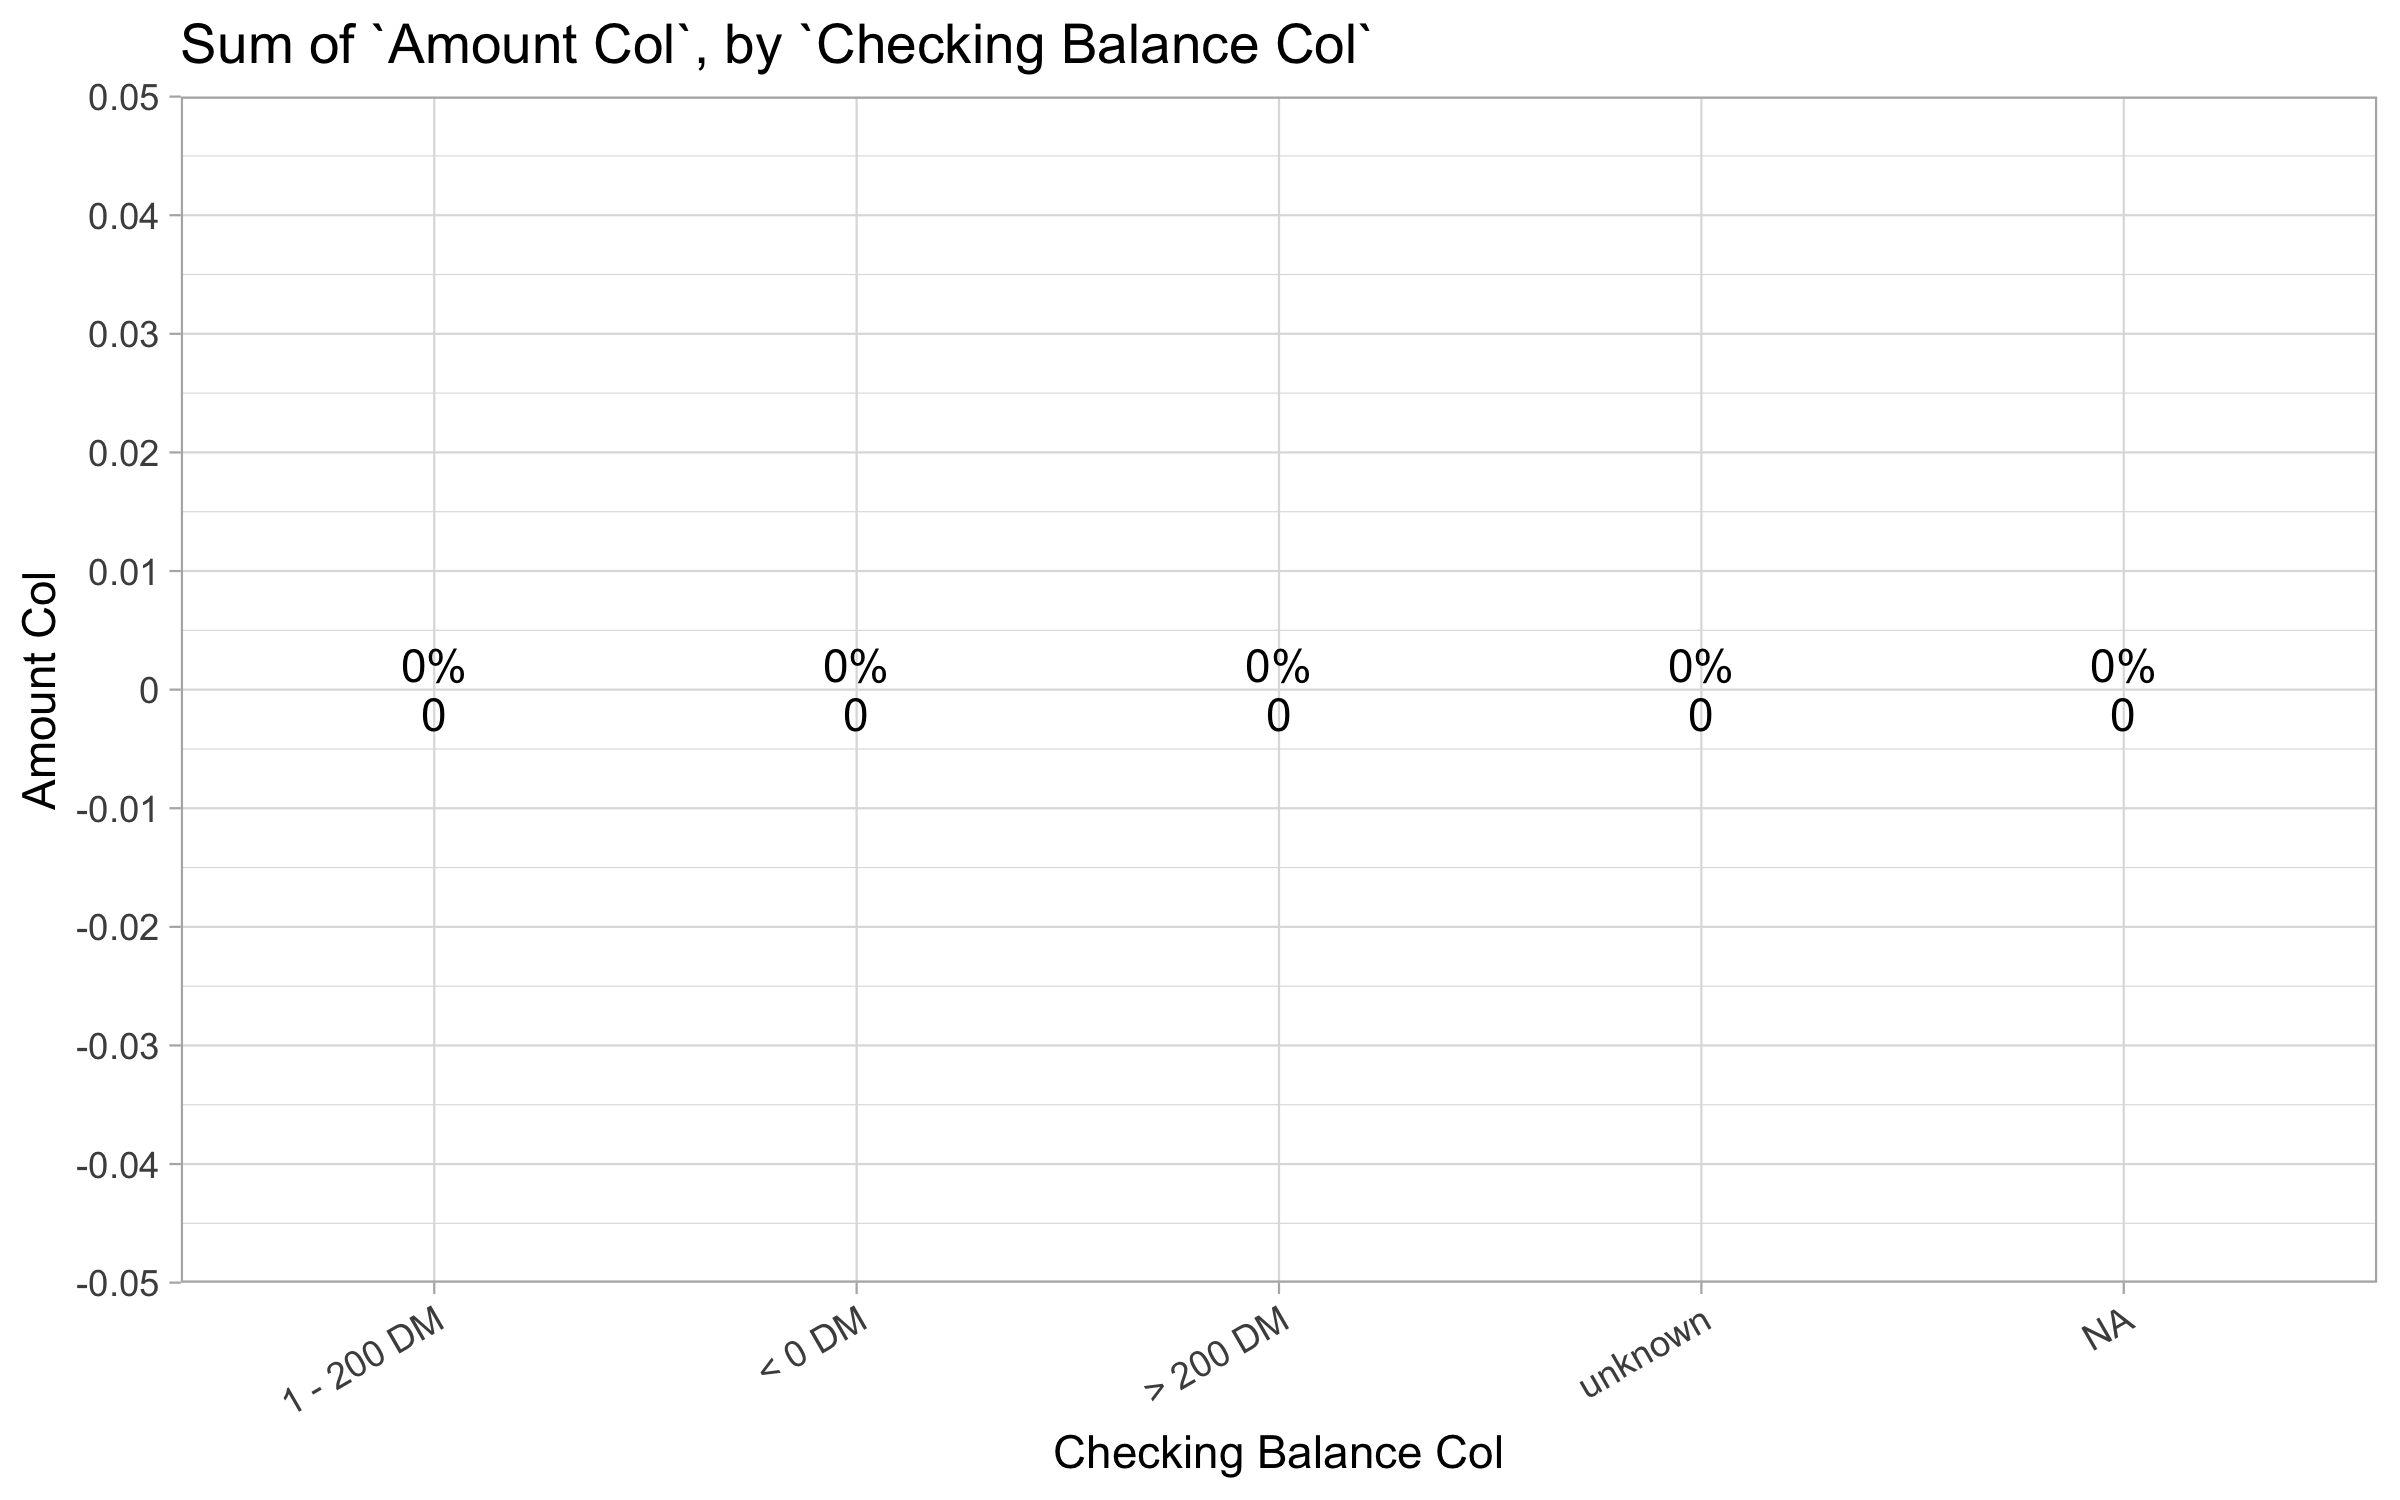 Sum of `Amount Col`, by `Checking Balance Col`
0.05
0.04
0.03
0.02
0.01
0
-0.01
-0.02
-0.03
-0.04
-0.05
Amount Col
0% 0% 0% 0% 0%
0 0 0 0 0
1 - 200 DM < 0 DM > 200 DM unknown NA
Checking Balance Col